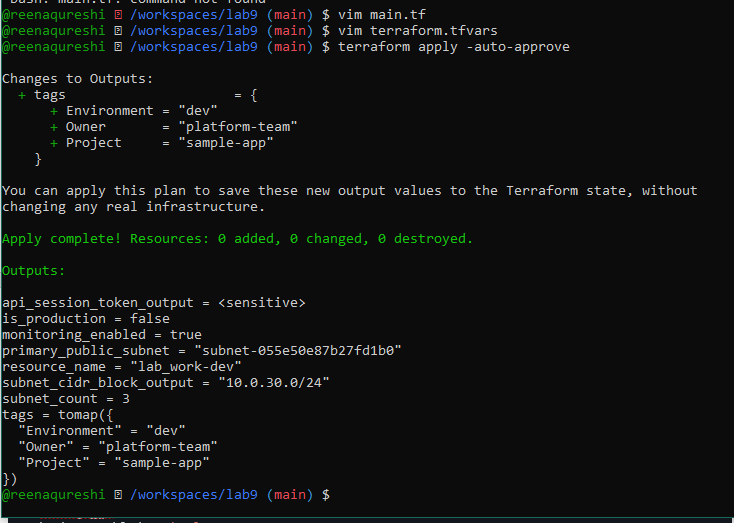 bash: main.tf: command not found
@reenaqureshi /workspaces/lab9 (main) $ vim main.tf
@reenaqureshi /workspaces/lab9 (main) $ vim terraform.tfvars
@reenaqureshi /workspaces/lab9 (main) $ terraform apply -auto-approve
Changes to Outputs:
+ tags = {
+ Environment = "dev"
+ Owner = "platform-team"
+ Project = "sample-app"
}
You can apply this plan to save these new output values to the Terraform state, without
changing any real infrastructure.
Apply complete! Resources: 0 added, 0 changed, 0 destroyed.
Outputs:
api_session_token_output = <sensitive>
is_production = false
monitoring_enabled = true
primary_public_subnet = "subnet-055e50e87b27fd1b0"
resource_name = "lab_work-dev"
subnet_cidr_block_output = "10.0.30.0/24"
subnet_count = 3
tags = tomap({
"Environment" = "dev"
"Owner" = "platform-team"
"Project" = "sample-app"
})
@reenaqureshi /workspaces/lab9 (main) $